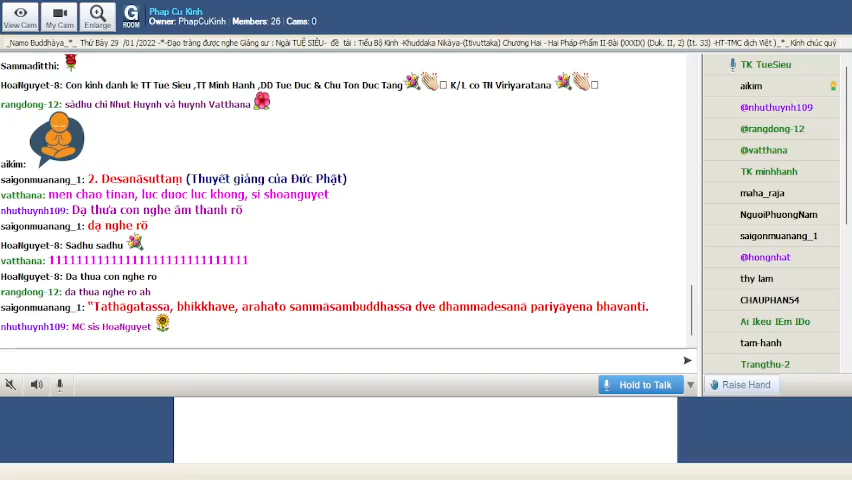 Phap Cu Kinh
Owner: PhapCuKinh | Members: 26 | Cams: 0
View Cam
My Cam
Enlarge
G
ROOM
_Namo Buddhàya_*_ Thứ Bảy 29 /01 /2022 -*-Đạo tràng được nghe Giảng sư : Ngài TUỆ SIÊU- đề tài : Tiểu Bộ Kinh -Khuddaka Nikàya-(Itivuttaka) Chương Hai - Hai Pháp-Phẩm II-Bài (XXIX) (Duk. II, 2) (It. 33) -HT-TMC dịch Việt )_*_ Kính chúc quý
Sammaditthi:
HoaNguyet-8: Con kinh danh le TT Tue Sieu ,TT Minh Hanh ,DD Tue Duc & Chu Ton Duc Tang K/L co TN Viriyaratana
rangdong-12: sàdhu chi Nhut Huynh và huynh Vatthana
aikim:
saigonmuanang_1: 2. Desanāsuttaṃ (Thuyết giảng của Đức Phật)
vatthana: men chao tinan, luc duoc luc khong, si shoanguyet
nhuthuynh109: Dạ thưa con nghe âm thanh rõ
saigonmuanang_1: dạ nghe rõ
HoaNguyet-8: Sadhu sadhu
vatthana: 11111111111111111111111111111
HoaNguyet-8: Da thua con nghe ro
rangdong-12: da thua nghe ro ah
saigonmuanang_1: “Tathāgatassa, bhikkhave, arahato sammāsambuddhassa dve dhammadesanā pariyāyena bhavanti.
nhuthuynh109: MC sis HoaNguyet
Hold to Talk
TK TueSieu
aikim
@nhuthuynh109
@rangdong-12
@vatthana
TK minhhanh
maha_raja
NguoiPhuongNam
saigonmuanang_1
@hongnhat
thy lam
CHAUPHAN54
Ai Ikeu IEm IDo
tam-hanh
Trangthu-2
Raise Hand